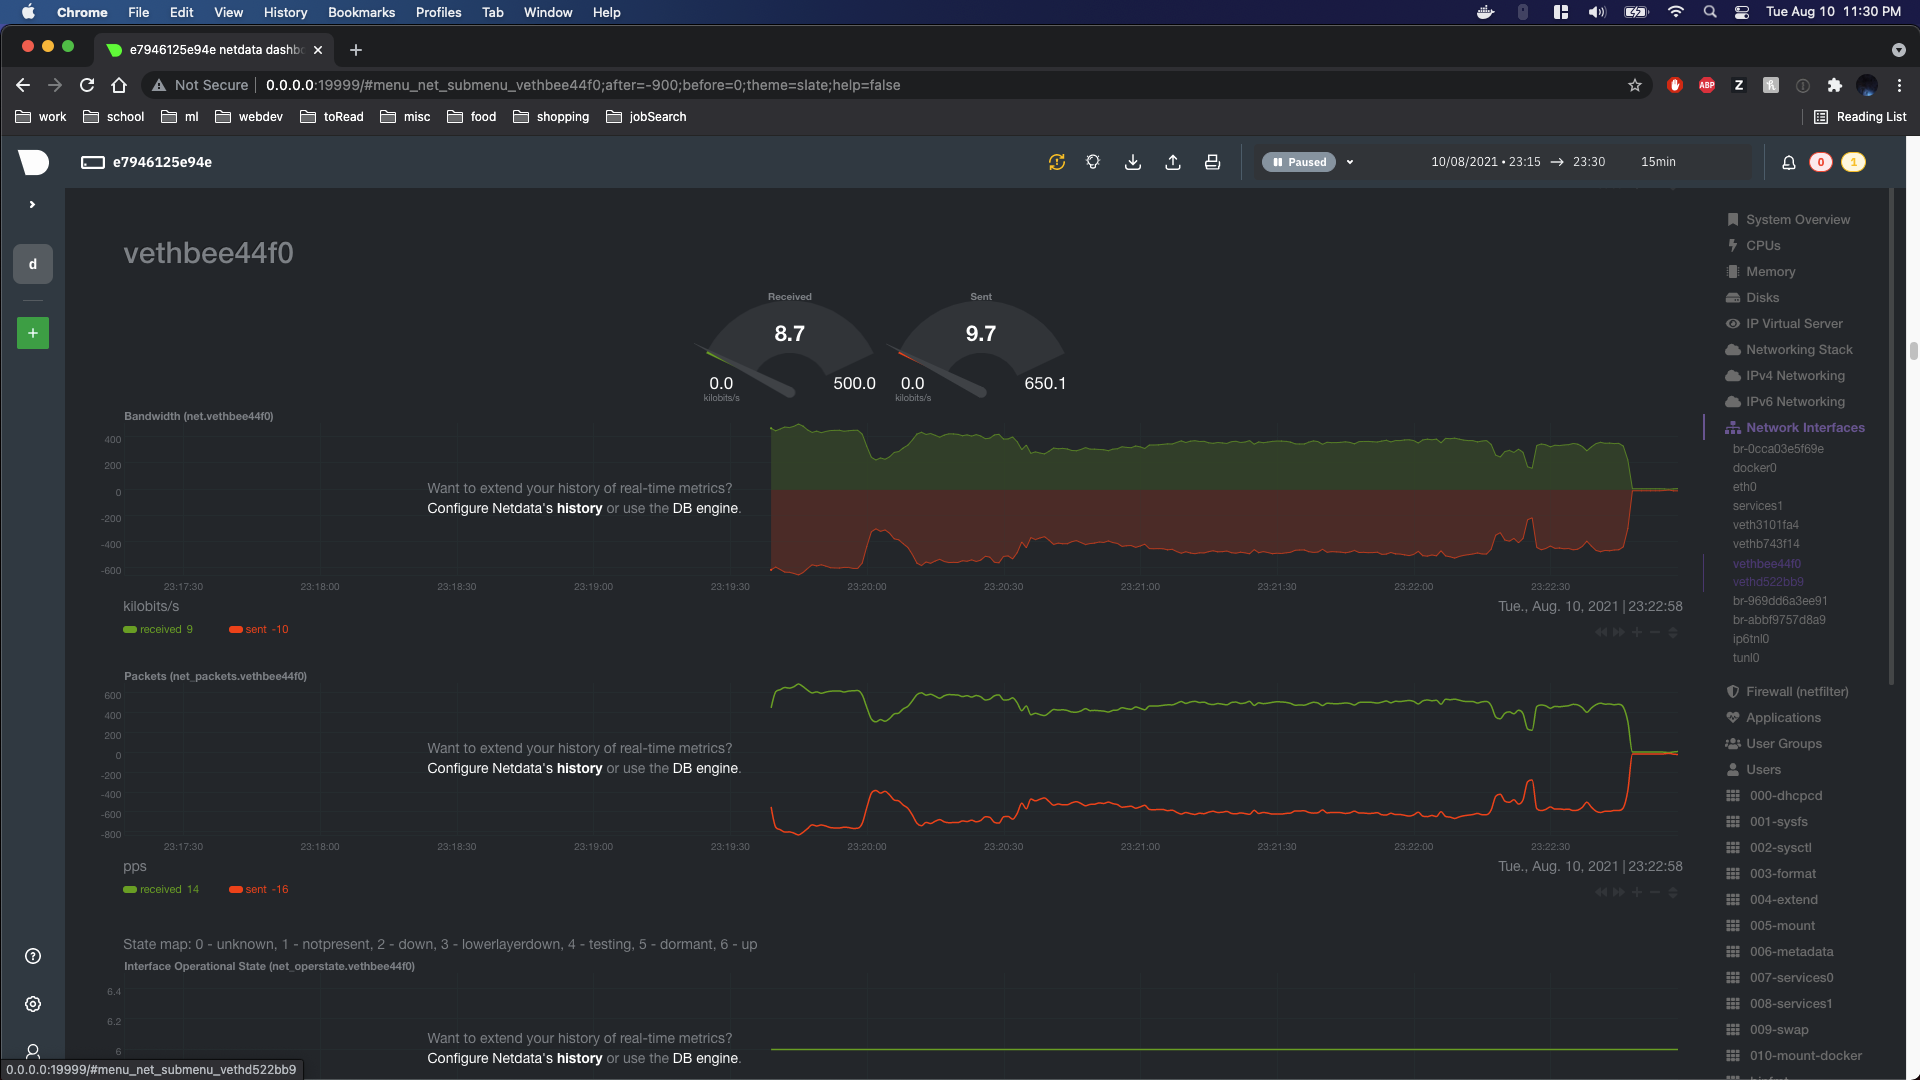 Chrome File Edit View History Bookmarks Profiles Tab Window Help Tue Aug 10 11:30 PM
e7946125e94e netdata dashb
Not Secure 0.0.0.0:19999/#menu_net_submenu_vethbee44f0;after=-900;before=0;theme=slate;help=false
ABP Z
work school ml webdev toRead misc food shopping jobSearch Reading List
e7946125e94e Paused 10/08/2021 • 23:15 → 23:30 15min 0 1
d
+
vethbee44f0
Received Sent
8.7 9.7
0.0 500.0 0.0 650.1
kilobits/s kilobits/s
Bandwidth (net.vethbee44f0)
400
200
0
-200
-400
-600
Want to extend your history of real-time metrics?
Configure Netdata's history or use the DB engine.
23:17:30 23:18:00 23:18:30 23:19:00 23:19:30 23:20:00 23:20:30 23:21:00 23:21:30 23:22:00 23:22:30
kilobits/s Tue., Aug. 10, 2021 | 23:22:58
received 9 sent -10
Packets (net_packets.vethbee44f0)
600
400
200
0
-200
-400
-600
-800
Want to extend your history of real-time metrics?
Configure Netdata's history or use the DB engine.
23:17:30 23:18:00 23:18:30 23:19:00 23:19:30 23:20:00 23:20:30 23:21:00 23:21:30 23:22:00 23:22:30
pps Tue., Aug. 10, 2021 | 23:22:58
received 14 sent -16
State map: 0 - unknown, 1 - notpresent, 2 - down, 3 - lowerlayerdown, 4 - testing, 5 - dormant, 6 - up
Interface Operational State (net_operstate.vethbee44f0)
6.4
6.2
6
Want to extend your history of real-time metrics?
Configure Netdata's history or use the DB engine.
System Overview
CPUs
Memory
Disks
IP Virtual Server
Networking Stack
IPv4 Networking
IPv6 Networking
Network Interfaces
br-0cca03e5f69e
docker0
eth0
services1
veth3101fa4
vethb743f14
vethbee44f0
vethd522bb9
br-969dd6a3ee91
br-abbf9757d8a9
ip6tnl0
tunl0
Firewall (netfilter)
Applications
User Groups
Users
000-dhcpcd
001-sysfs
002-sysctl
003-format
004-extend
005-mount
006-metadata
007-services0
008-services1
009-swap
010-mount-docker
0.0.0.0:19999/#menu_net_submenu_vethd522bb9